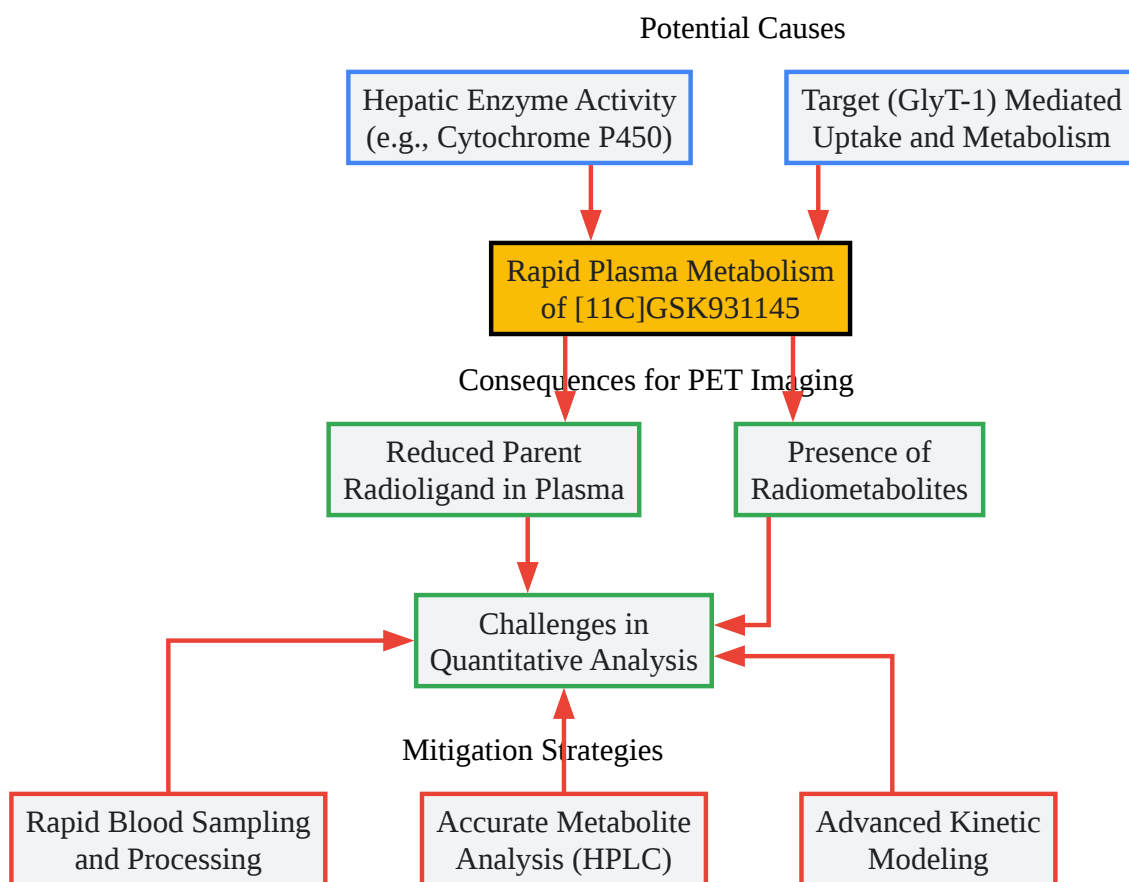 Potential Causes
Hepatic Enzyme Activity
(e.g., Cytochrome P450)
Target (GlyT-1) Mediated
Uptake and Metabolism
Rapid Plasma Metabolism
of [11C]GSK931145
Consequences for PET Imaging
Reduced Parent
Radioligand in Plasma
Presence of
Radiometabolites
Challenges in
Quantitative Analysis
Mitigation Strategies
Rapid Blood Sampling
and Processing
Accurate Metabolite
Analysis (HPLC)
Advanced Kinetic
Modeling